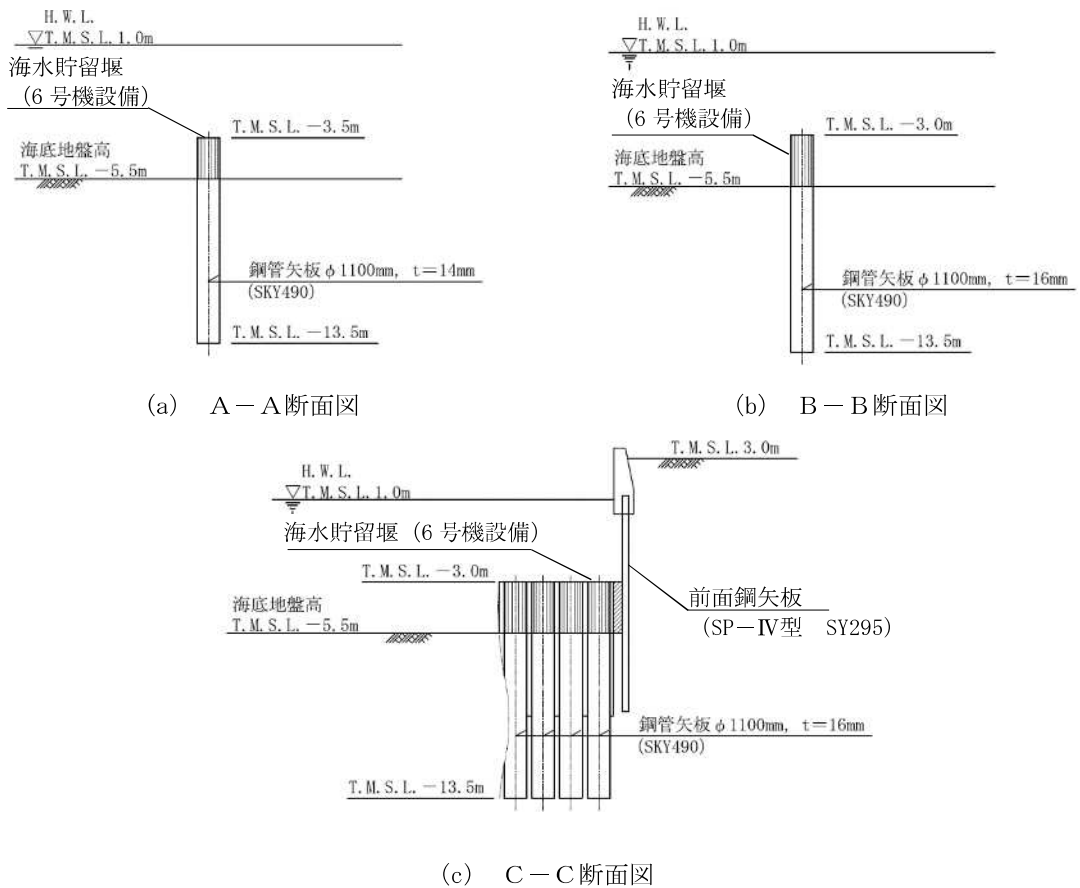 H.W.L.
T.M.S.L.1.0m
海水貯留堰
(6号機設備)
T.M.S.L.－3.5m
海底地盤高
T.M.S.L.－5.5m
鋼管矢板φ1100mm, t＝14mm
(SKY490)
T.M.S.L.－13.5m
(a) A－A断面図
H.W.L.
T.M.S.L.1.0m
海水貯留堰
(6号機設備)
T.M.S.L.－3.0m
海底地盤高
T.M.S.L.－5.5m
鋼管矢板φ1100mm, t＝16mm
(SKY490)
T.M.S.L.－13.5m
(b) B－B断面図
T.M.S.L.3.0m
H.W.L.
T.M.S.L.1.0m
海水貯留堰 (6号機設備)
T.M.S.L.－3.0m
海底地盤高
T.M.S.L.－5.5m
前面鋼矢板
(SP－Ⅳ型 SY295)
鋼管矢板φ1100mm, t＝16mm
(SKY490)
T.M.S.L.－13.5m
(c) C－C断面図